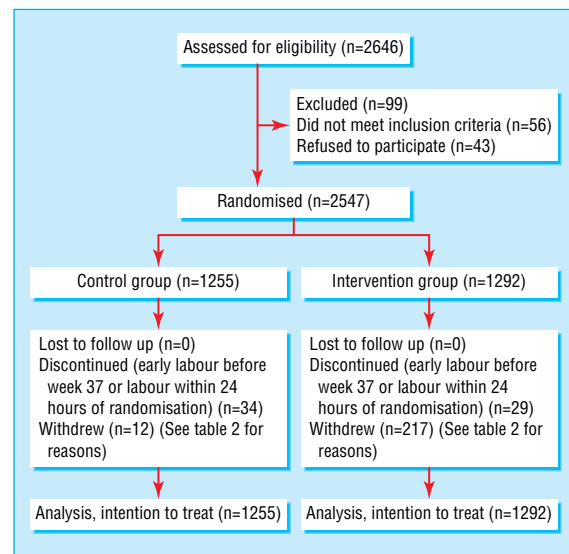 Assessed for eligibility (n=2646)
Excluded (n=99)
Did not meet inclusion criteria (n=56)
Refused to participate (n=43)
Randomised (n=2547)
Control group (n=1255)
Intervention group (n=1292)
Lost to follow up (n=0)
Discontinued (early labour before
week 37 or labour within 24
hours of randomisation) (n=34)
Withdrew (n=12) (See table 2 for
reasons)
Lost to follow up (n=0)
Discontinued (early labour before
week 37 or labour within 24
hours of randomisation) (n=29)
Withdrew (n=217) (See table 2 for
reasons)
Analysis, intention to treat (n=1255)
Analysis, intention to treat (n=1292)